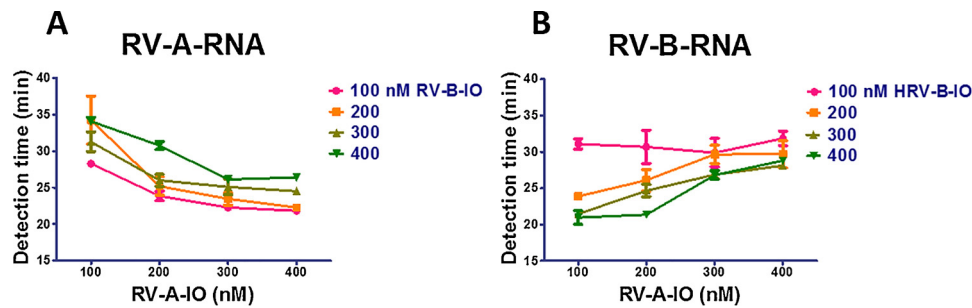 A
RV-A-RNA
Detection time (min)
40
35
30
25
20
15
100
200
300
400
RV-A-IO (nM)
100 nM RV-B-IO
200
300
400
B
RV-B-RNA
Detection time (min)
40
35
30
25
20
15
100
200
300
400
RV-A-IO (nM)
100 nM HRV-B-IO
200
300
400